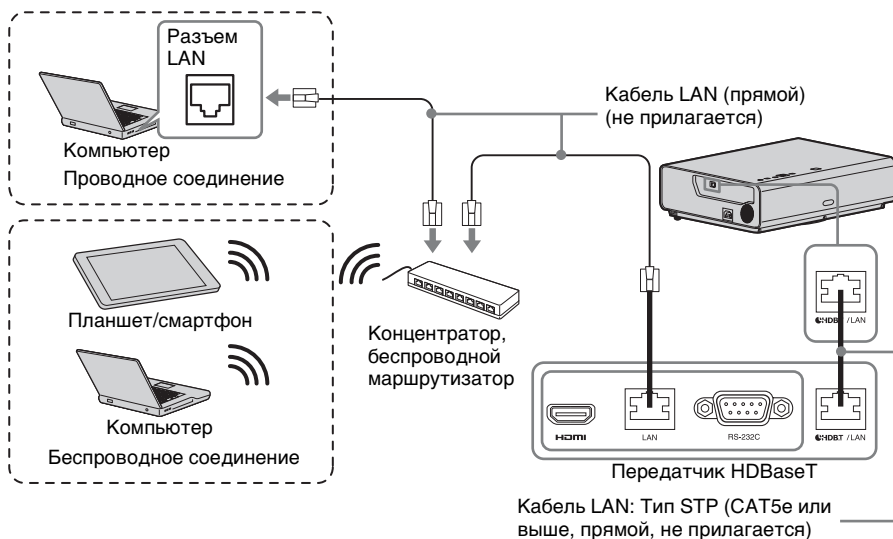 Разъем
LAN
Компьютер
Проводное соединение
Кабель LAN (прямой)
(не прилагается)
Планшет/смартфон
Компьютер
Беспроводное соединение
Концентратор,
беспроводной
маршрутизатор
HDBT / LAN
HDMI
LAN
RS-232C
HDBT / LAN
Передатчик HDBaseT
Кабель LAN: Тип STP (CAT5e или
выше, прямой, не прилагается)